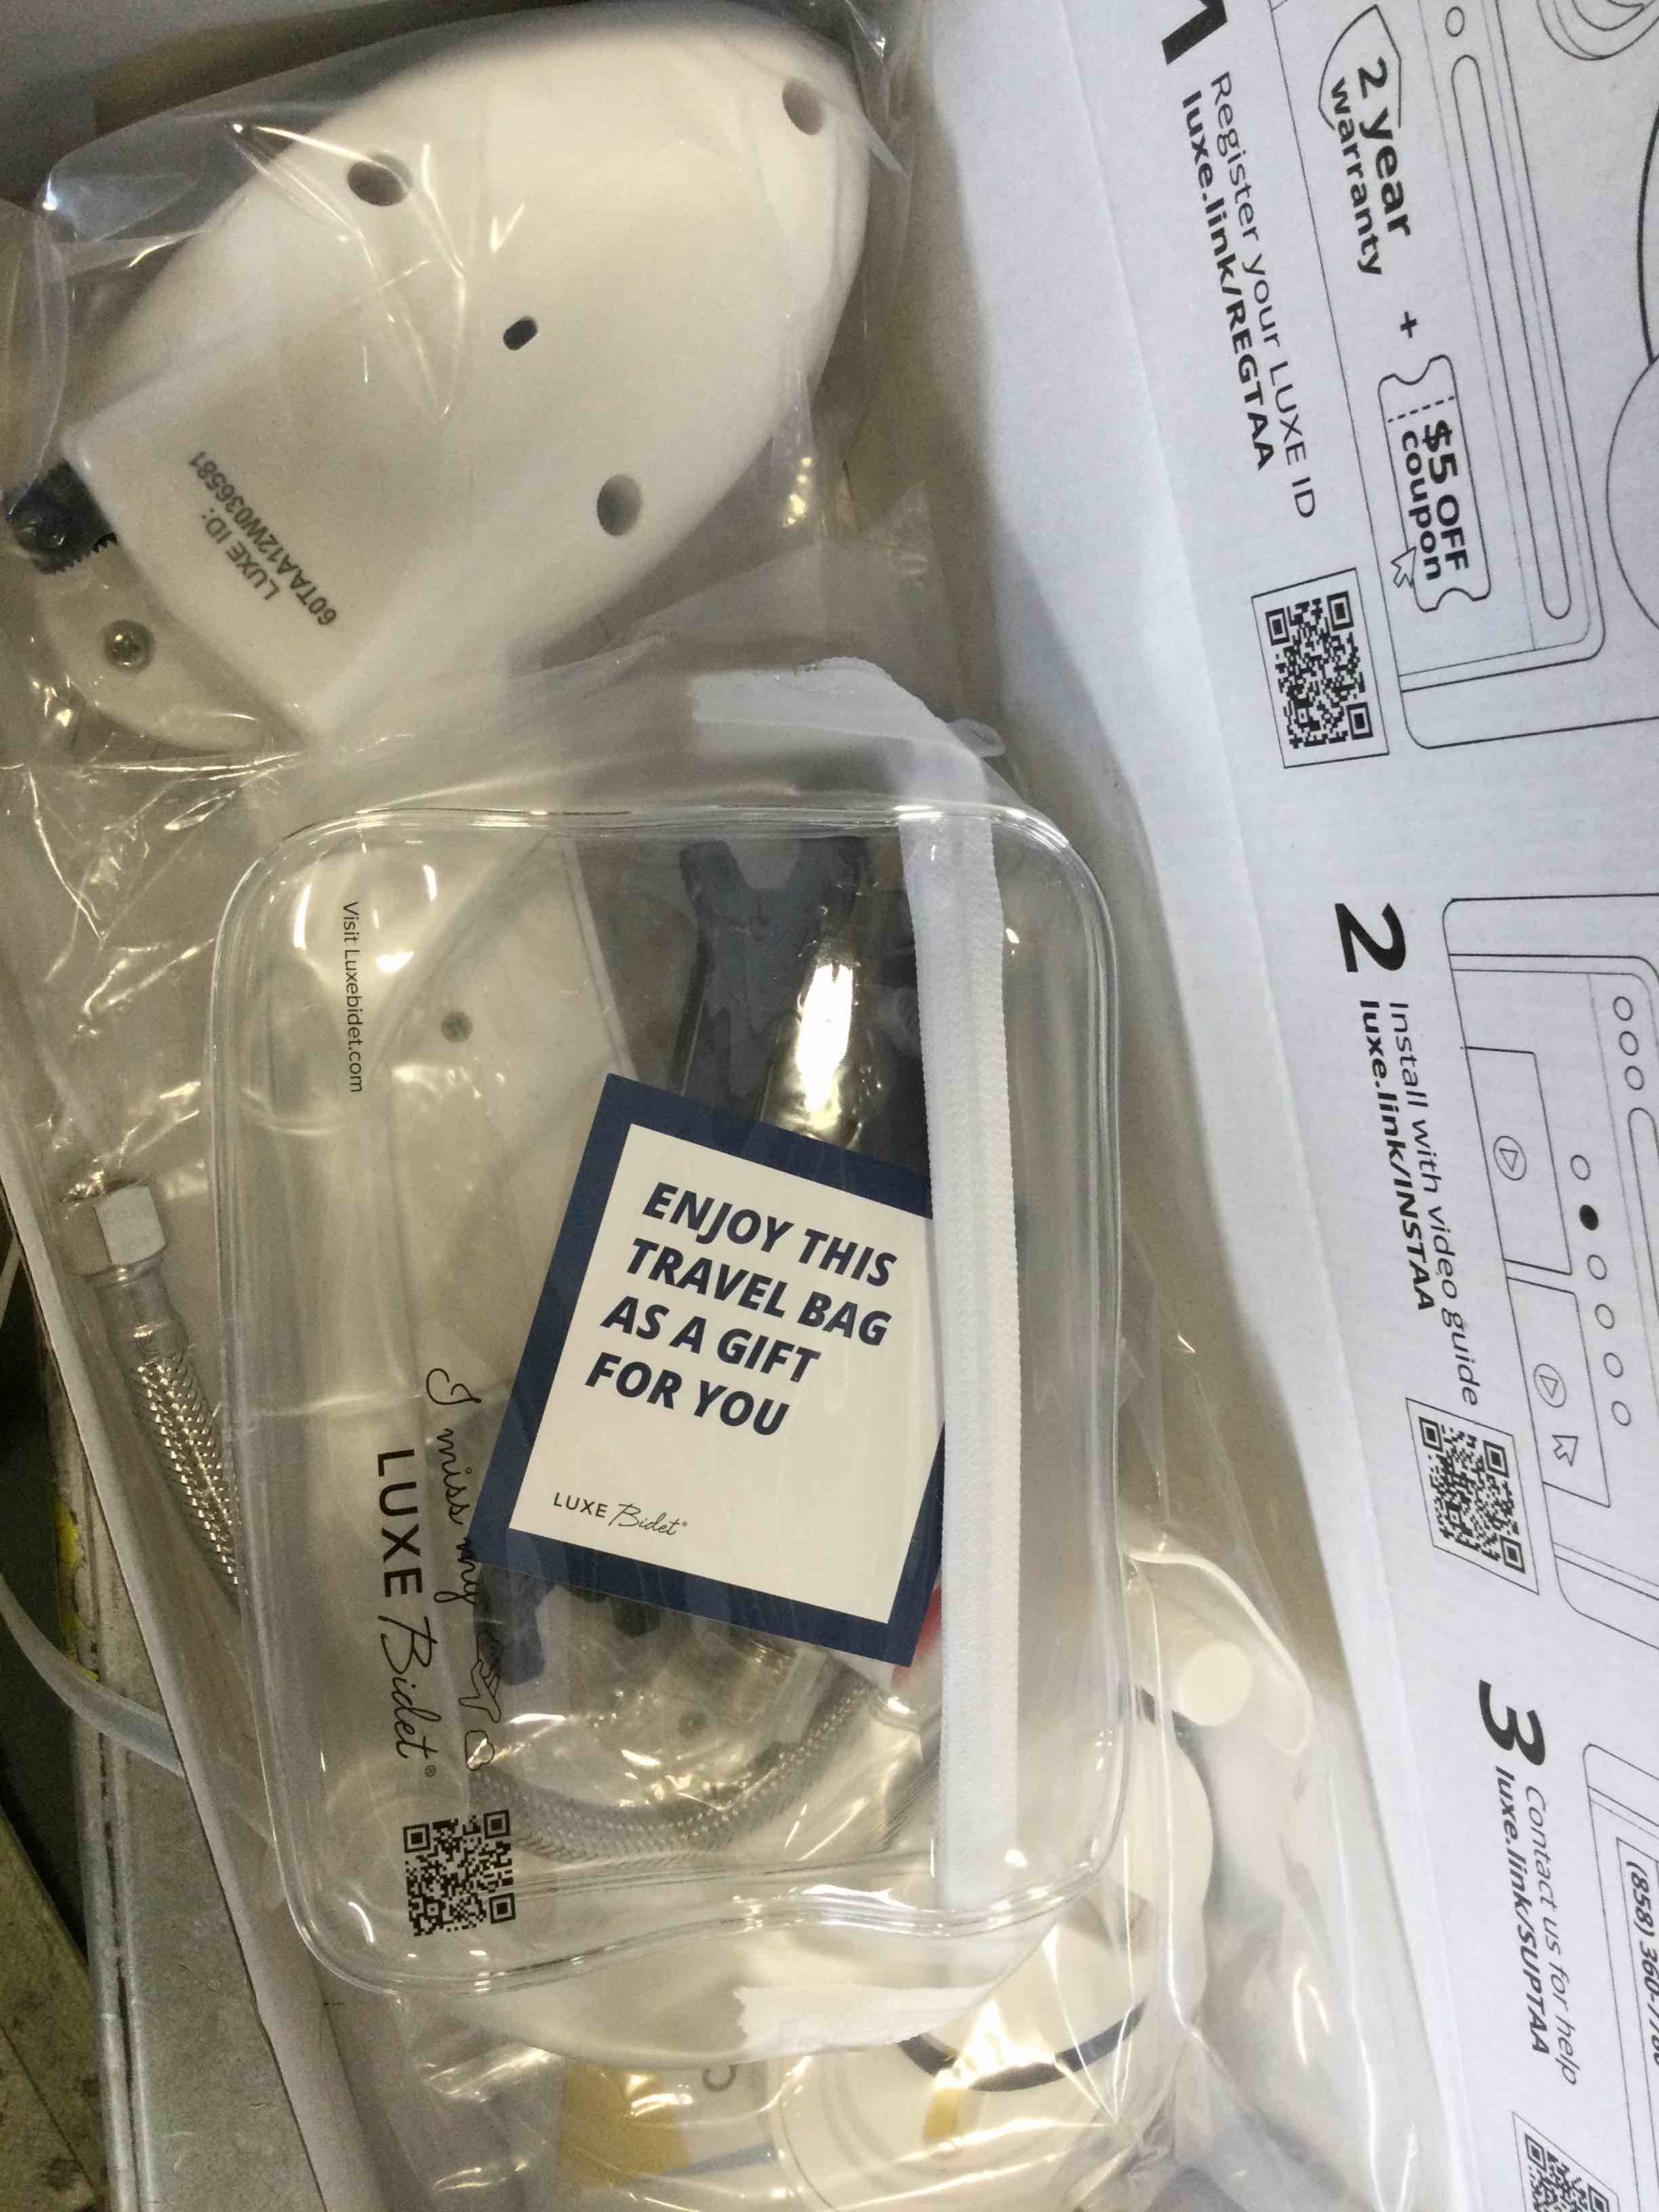 1
Register your LUXE ID
luxe.link/REGTAA
2 year
warranty
+
$5 OFF
coupon
2
Install with video guide
luxe.link/INSTAA
3
Contact us for help
luxe.link/SUPTAA
LUXE ID:
60TAA12W036581
Visit Luxebidet.com
ENJOY THIS
TRAVEL BAG
AS A GIFT
FOR YOU
LUXE Bidet®
I miss my
LUXE Bidet®